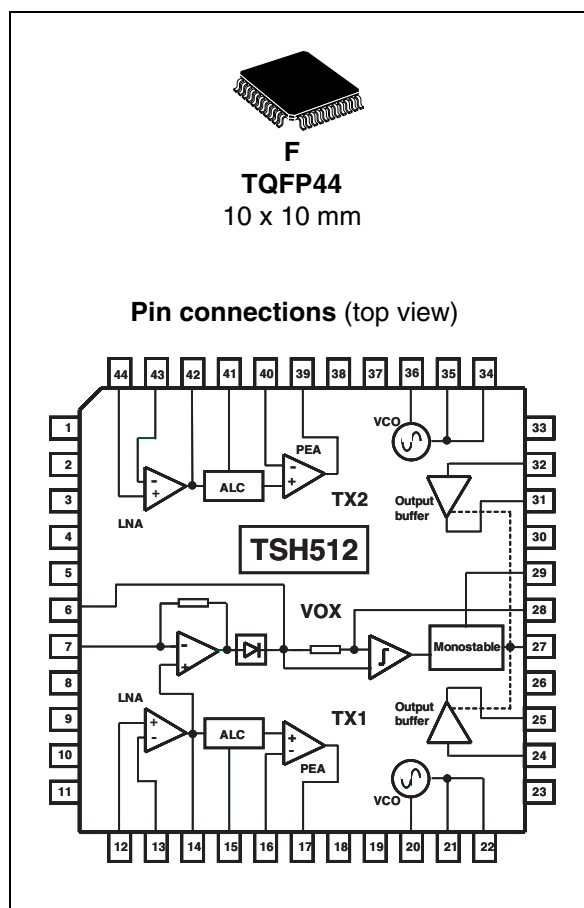 F
TQFP44
10 x 10 mm
Pin connections (top view)
44 43 42 41 40 39 38 37 36 35 34
VCO
1 33
PEA
2 32
- + ALC - +
3 TX2 Output buffer 31
LNA
4 30
TSH512
5 29
6 VOX 28
7 - Monostable 27
+
8 26
LNA
9 + ALC + TX1 Output buffer 25
- -
10 PEA 24
11 VCO 23
12 13 14 15 16 17 18 19 20 21 22